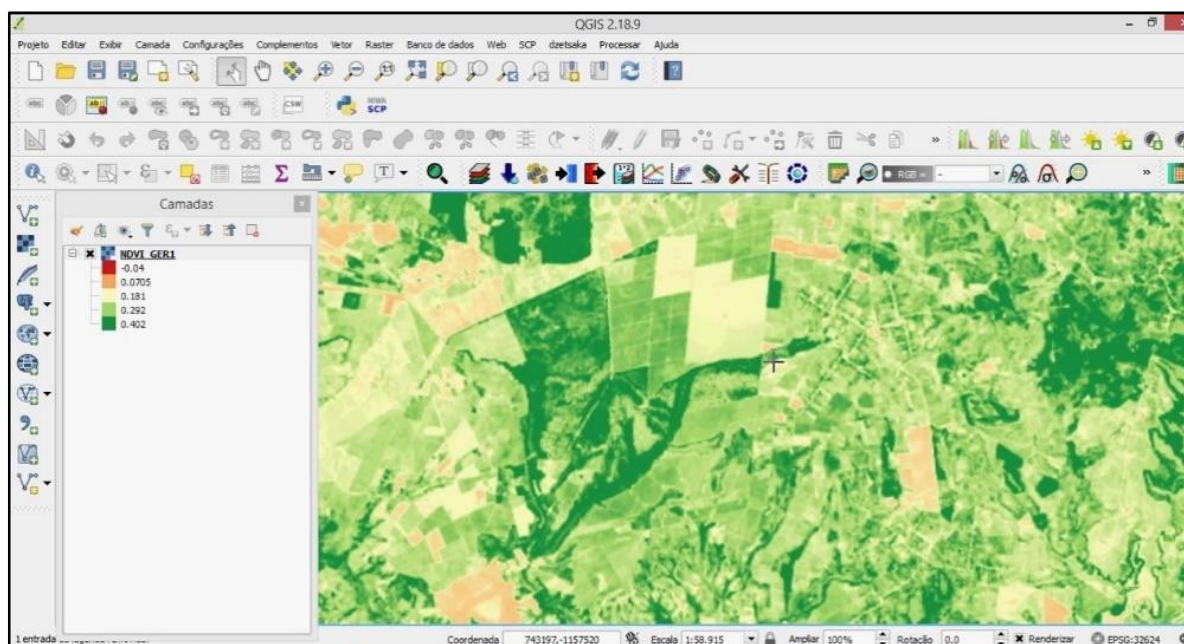 QGIS 2.18.9
Projeto Editar Exibir Camada Configurações Complementos Vetor Raster Banco de dados Web SCP dzetsaka Processar Ajuda
CSW SCP
RGB = -
Camadas
NDVI_GER1
-0.04
0.0705
0.181
0.292
0.402
1 entrada
Coordenada 743197,-1157520 Escala 1:58.915 Ampliar 100% Rotação 0,0 Renderizar EPSG:32624